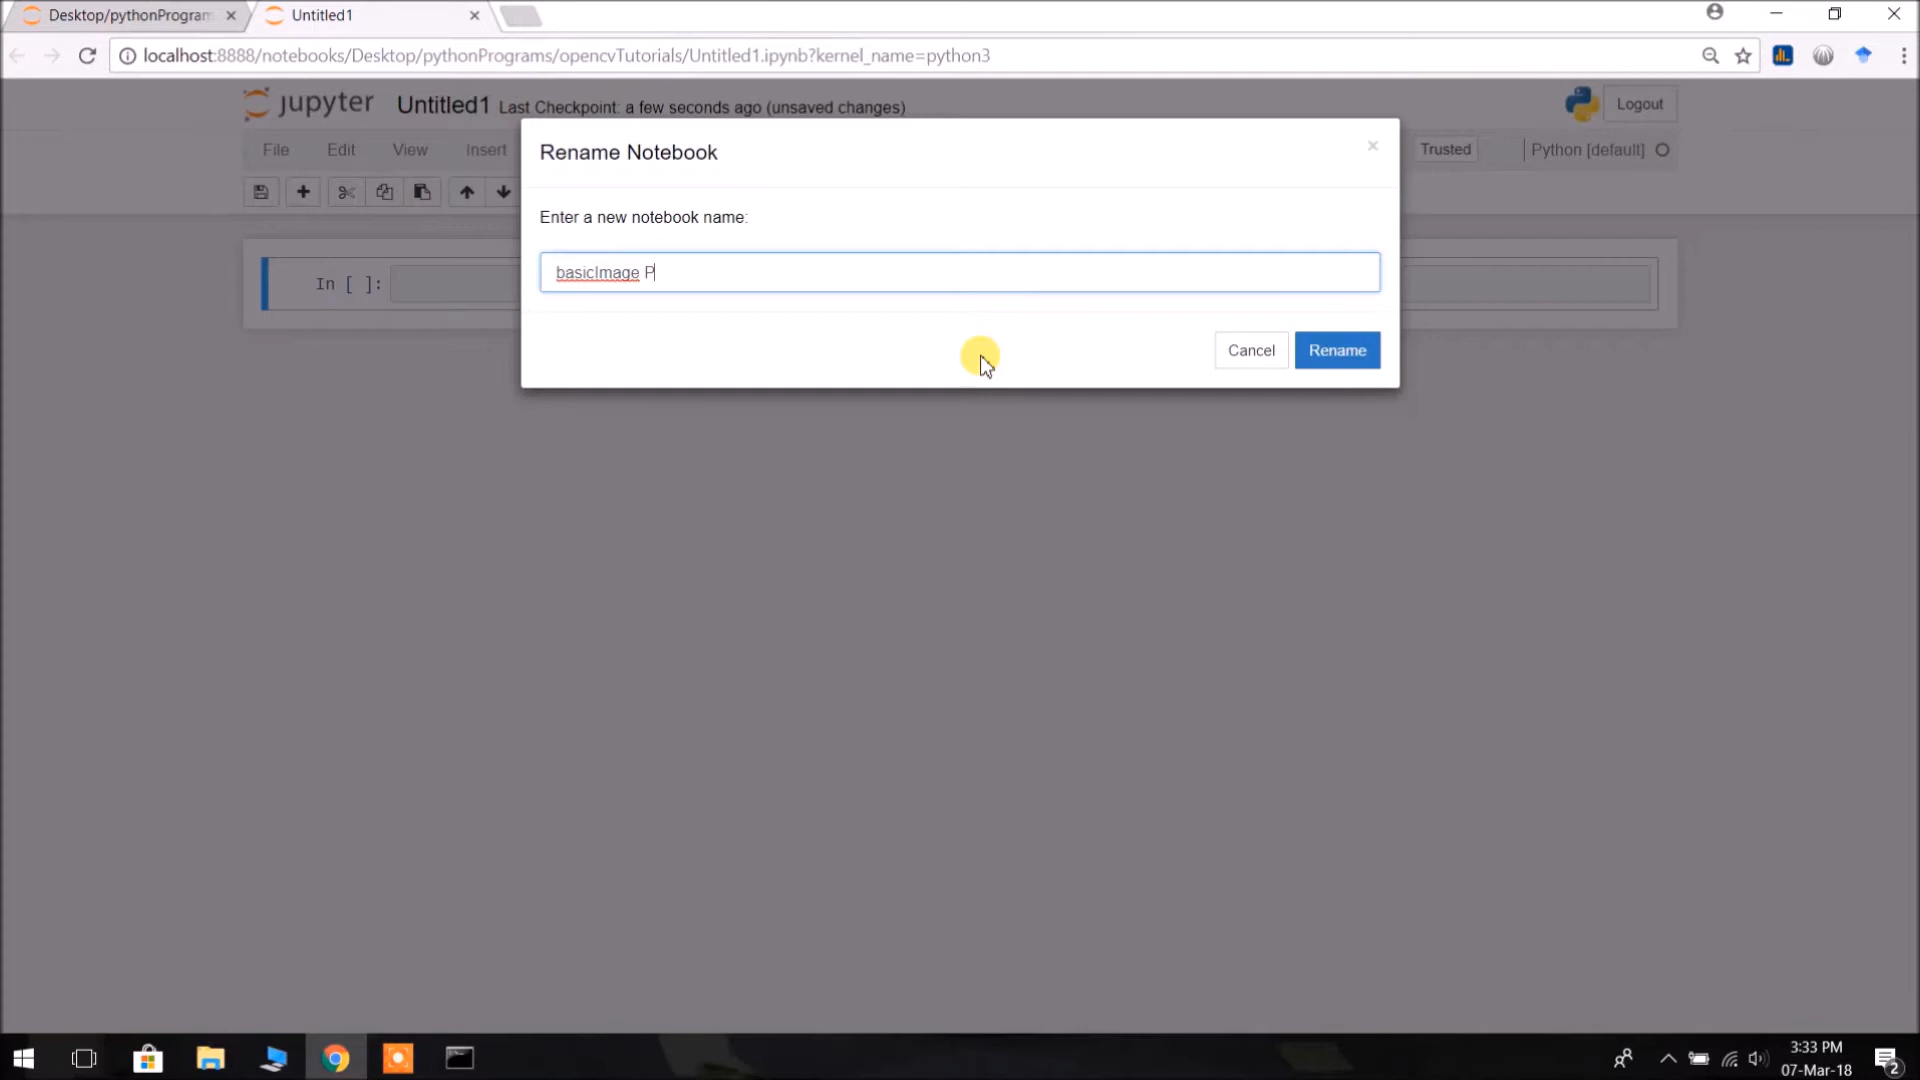 Desktop/pythonProgram
Untitled1
localhost:8888/notebooks/Desktop/pythonPrograms/opencvTutorials/Untitled1.ipynb?kernel_name=python3
jupyter Untitled1 Last Checkpoint: a few seconds ago (unsaved changes)
Logout
File Edit View Insert
Trusted
Python [default]
Rename Notebook
×
Enter a new notebook name:
basicImage P
In [ ]:
Cancel
Rename
3:33 PM
07-Mar-18
2